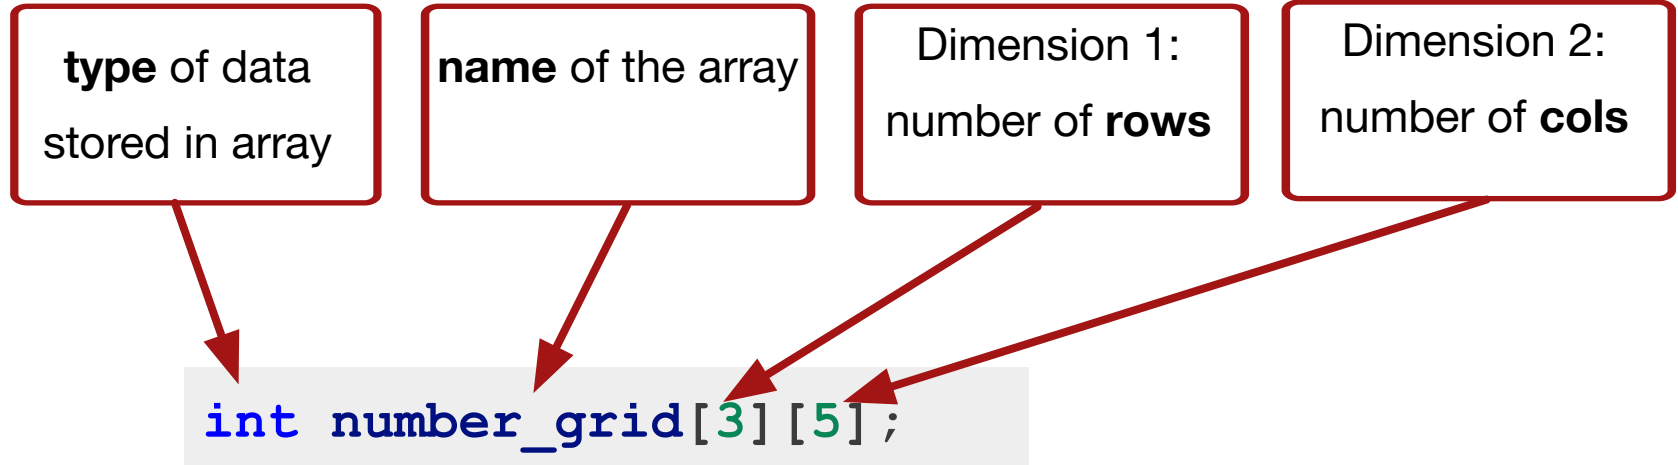 type of data
stored in array
name of the array
Dimension 1:
number of rows
Dimension 2:
number of cols
int number_grid[3][5];